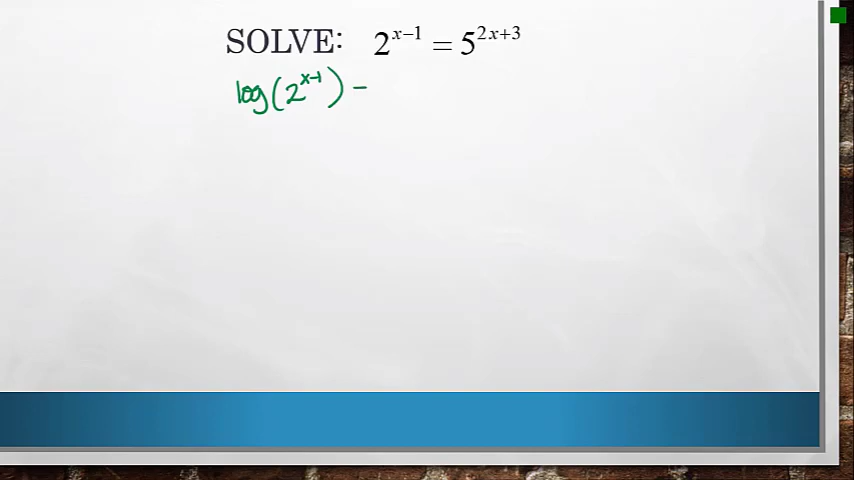 SOLVE: 2^{x-1} = 5^{2x+3}
log(2^{x-1}) -